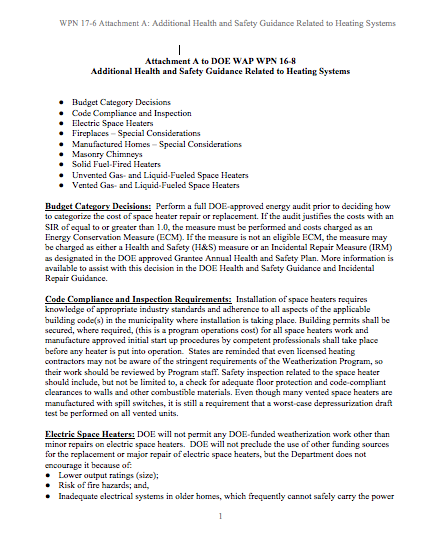 WPN 17-6 Attachment A: Additional Health and Safety Guidance Related to Heating Systems
Attachment A to DOE WAP WPN 16-8
Additional Health and Safety Guidance Related to Heating Systems
• Budget Category Decisions
• Code Compliance and Inspection
• Electric Space Heaters
• Fireplaces – Special Considerations
• Manufactured Homes – Special Considerations
• Masonry Chimneys
• Solid Fuel-Fired Heaters
• Unvented Gas- and Liquid-Fueled Space Heaters
• Vented Gas- and Liquid-Fueled Space Heaters
Budget Category Decisions: Perform a full DOE-approved energy audit prior to deciding how
to categorize the cost of space heater repair or replacement. If the audit justifies the costs with an
SIR of equal to or greater than 1.0, the measure must be performed and costs charged as an
Energy Conservation Measure (ECM). If the measure is not an eligible ECM, the measure may
be charged as either a Health & Safety (H&S) measure or an Incidental Repair Measure (IRM)
as designated in the DOE approved Grantee Annual Health and Safety Plan. More information is
available to assist with this decision in the DOE Health and Safety Guidance and Incidental
Repair Guidance.
Code Compliance and Inspection Requirements: Installation of space heaters requires
knowledge of appropriate industry standards and adherence to all aspects of the applicable
building code(s) in the municipality where installation is taking place. Building permits shall be
secured, where required, (this is a program operations cost) for all space heaters work and
manufacture approved initial start up procedures by competent professionals shall take
place before any heater is put into operation. States are reminded that even licensed heating
contractors may not be aware of the stringent requirements of the Weatherization Program, so
their work should be reviewed by Program staff. Safety inspection related to the space heater
should include, but not be limited to, a check for adequate floor protection and code-compliant
clearances to walls and other combustible materials. Even though many vented space heaters are
manufactured with spill switches, it is still a requirement that a worst-case depressurization draft
test be performed on all vented units.
Electric Space Heaters: DOE will not permit any DOE-funded weatherization work other than
minor repairs on electric space heaters. DOE will not preclude the use of other funding sources
for the replacement or major repair of electric space heaters, but the Department does not
encourage it because of:
• Lower output ratings (size);
• Risk of fire hazards; and,
• Inadequate electrical systems in older homes, which frequently cannot safely carry the power
1